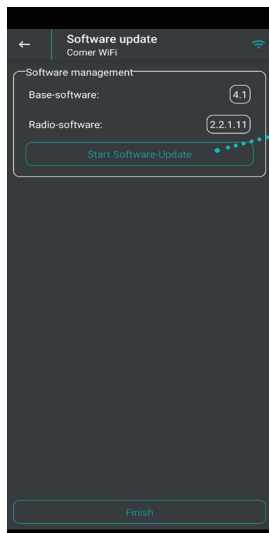 Software update
Comer WiFi
Software management
Base-software: 4.1
Radio-software: 2.2.1.11
Start Software-Update
Finish